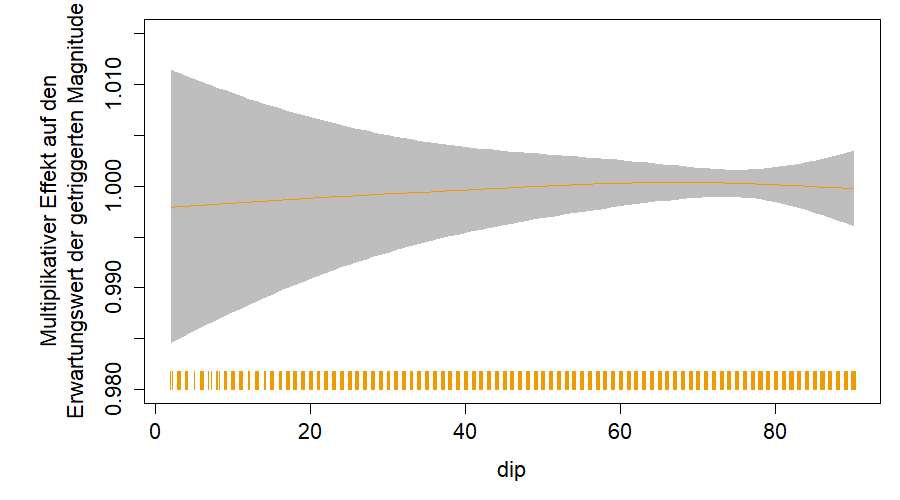 Multiplikativer Effekt auf den
Erwartungswert der getriggerten Magnitude
1.010
1.000
0.990
0.980
0 20 40 60 80
dip